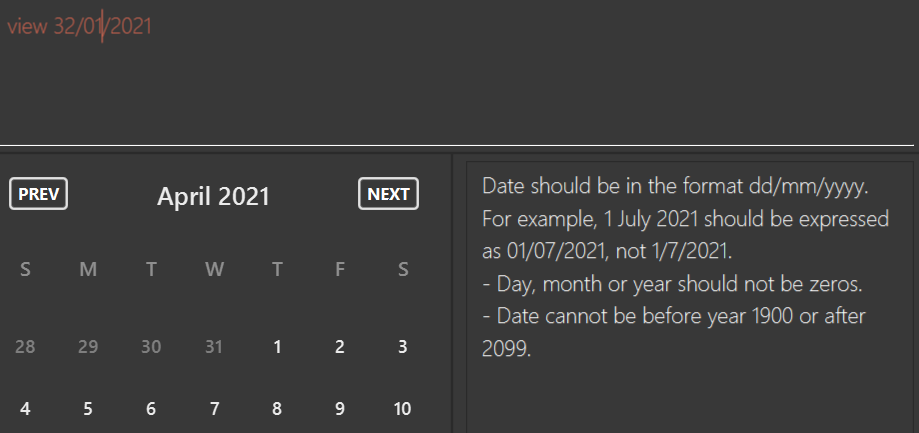 view 32/01/2021
PREV April 2021 NEXT
S M T W T F S
28 29 30 31 1 2 3
4 5 6 7 8 9 10
Date should be in the format dd/mm/yyyy.
For example, 1 July 2021 should be expressed
as 01/07/2021, not 1/7/2021.
- Day, month or year should not be zeros.
- Date cannot be before year 1900 or after
2099.